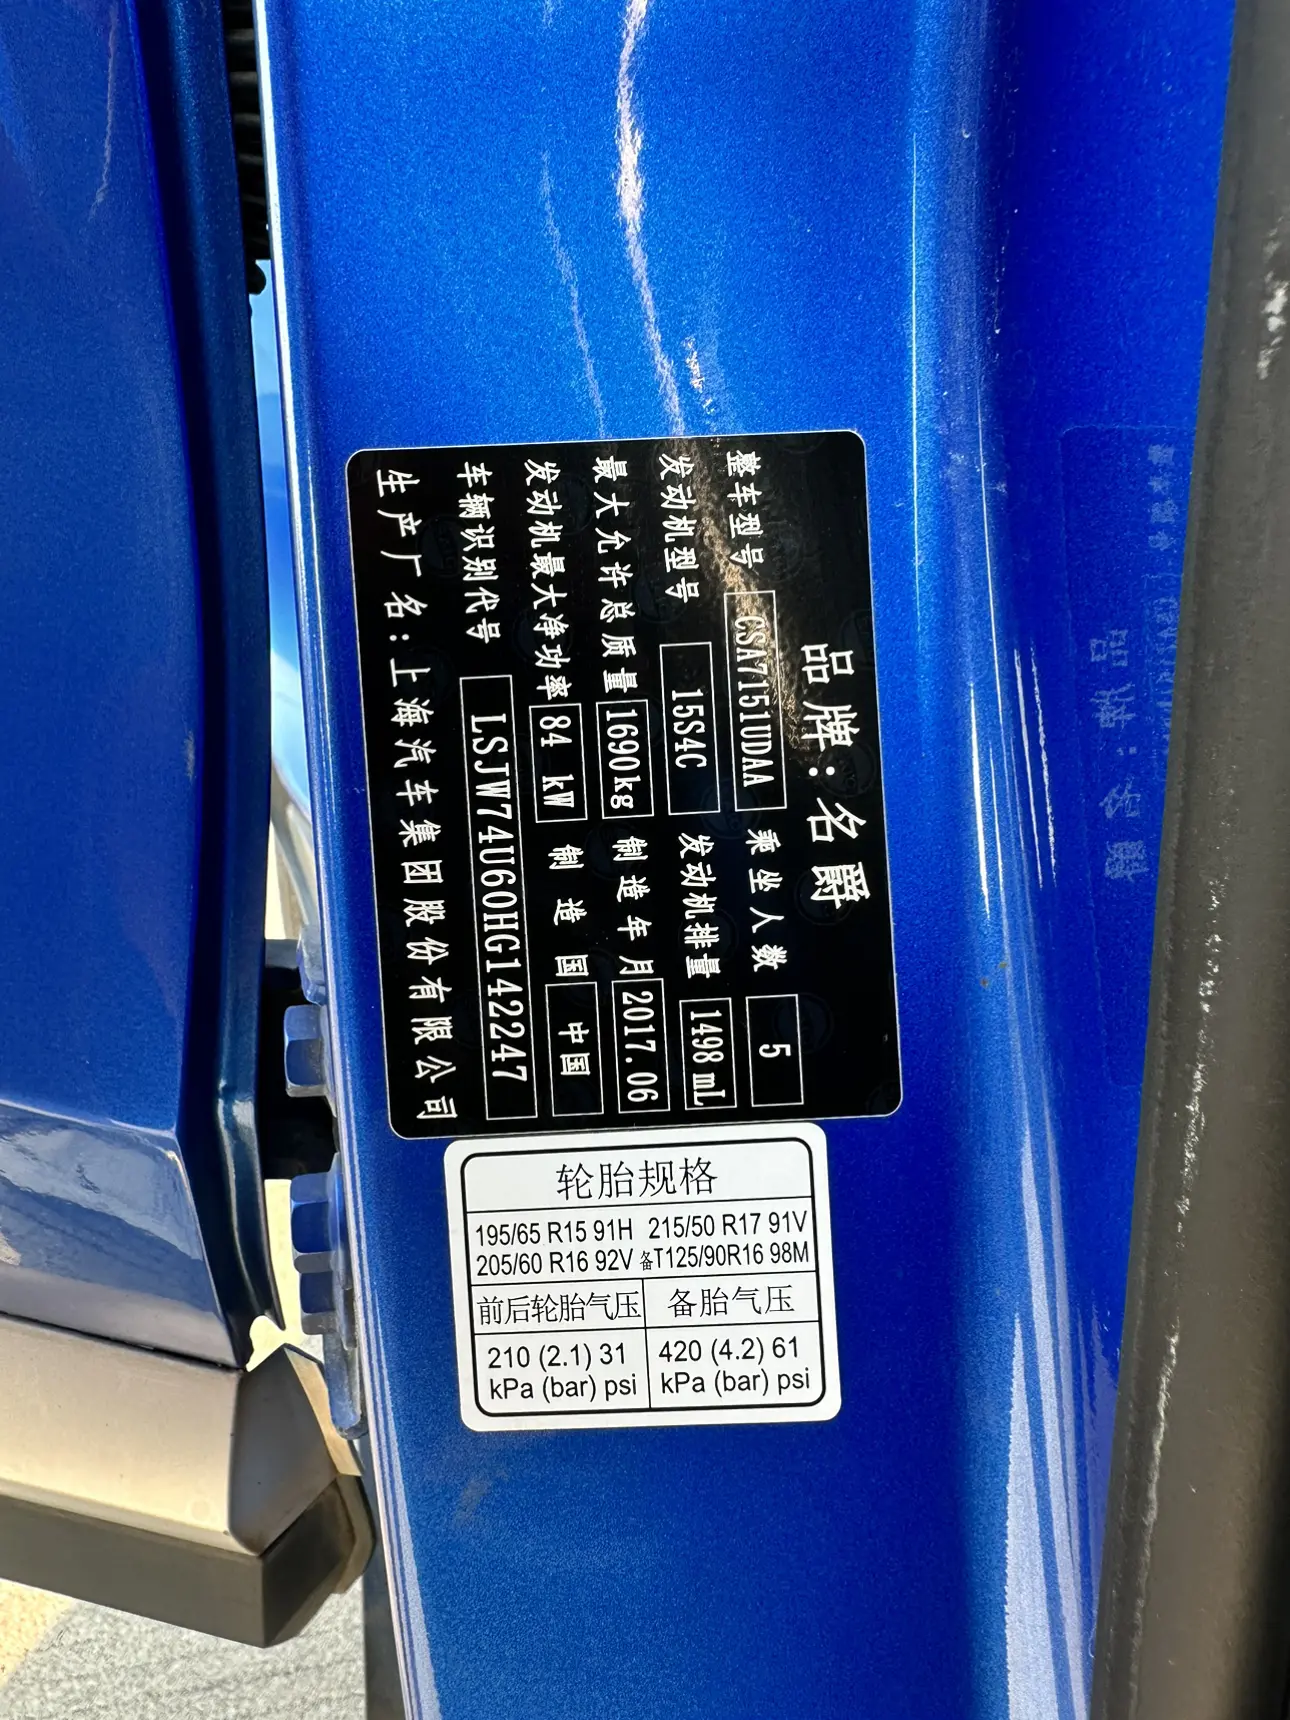 品牌:名爵
整车型号 CSA7151UDAA 乘坐人数 5
发动机型号 15S4C 发动机排量 1498 mL
最大允许总质量 1690kg 制造年月 2017.06
发动机最大净功率 84 kW 制造国 中国
车辆识别代号 LSJW74U60HG142247
生产厂名:上海汽车集团股份有限公司
轮胎规格
195/65 R15 91H 215/50 R17 91V
205/60 R16 92V 备T125/90R16 98M
前后轮胎气压 备胎气压
210 (2.1) 31 420 (4.2) 61
kPa (bar) psi kPa (bar) psi